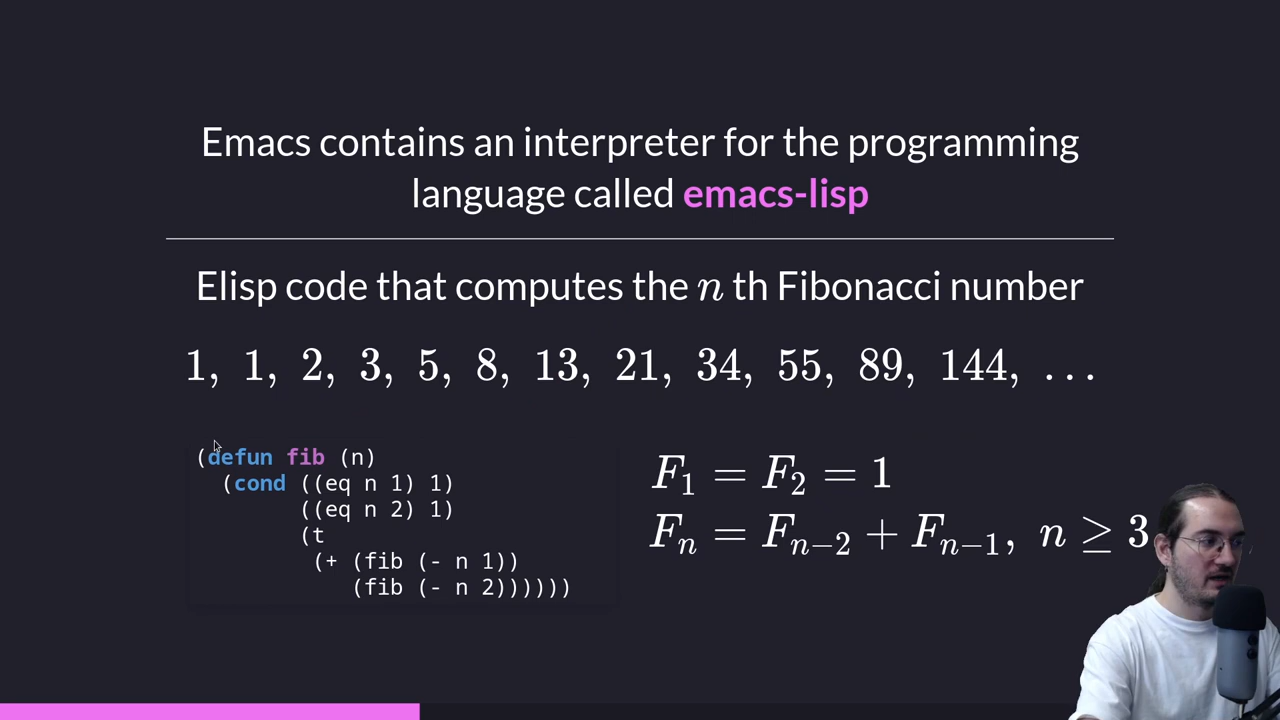 Emacs contains an interpreter for the programming
language called emacs-lisp
Elisp code that computes the n th Fibonacci number
1, 1, 2, 3, 5, 8, 13, 21, 34, 55, 89, 144, ...
(defun fib (n)
  (cond ((eq n 1) 1)
        ((eq n 2) 1)
        (t
         (+ (fib (- n 1))
            (fib (- n 2))))))
F₁ = F₂ = 1
Fₙ = Fₙ₋₂ + Fₙ₋₁, n ≥ 3